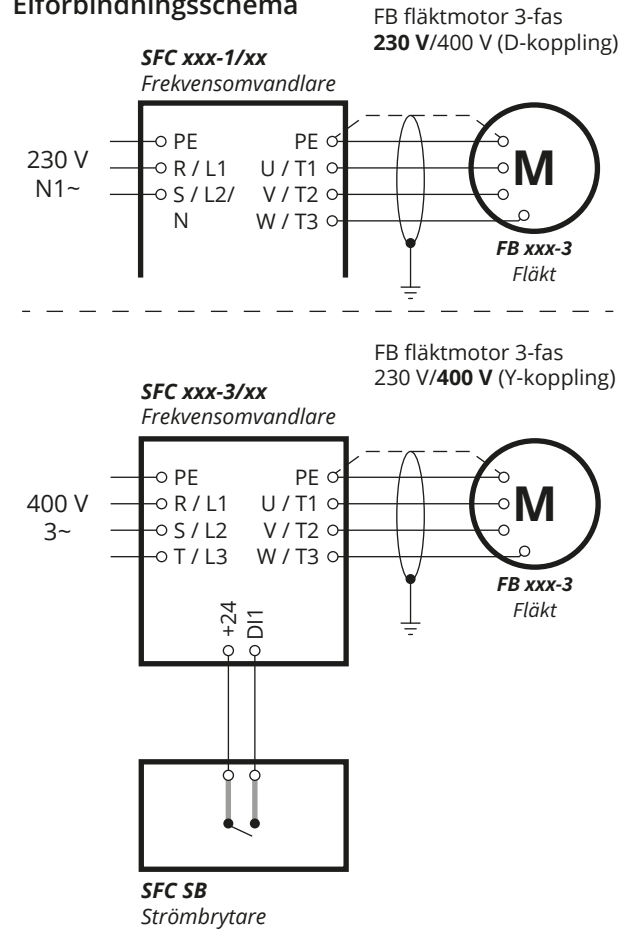 Elförbindningsschema
FB fläktmotor 3-fas
230 V/400 V (D-koppling)
SFC xxx-1/xx
Frekvensomvandlare
230 V
N1~
PE
R / L1
S / L2/
N
PE
U / T1
V / T2
W / T3
M
FB xxx-3
Fläkt
FB fläktmotor 3-fas
230 V/400 V (Y-koppling)
SFC xxx-3/xx
Frekvensomvandlare
400 V
3~
PE
R / L1
S / L2
T / L3
PE
U / T1
V / T2
W / T3
M
FB xxx-3
Fläkt
+24
DI1
SFC SB
Strömbrytare